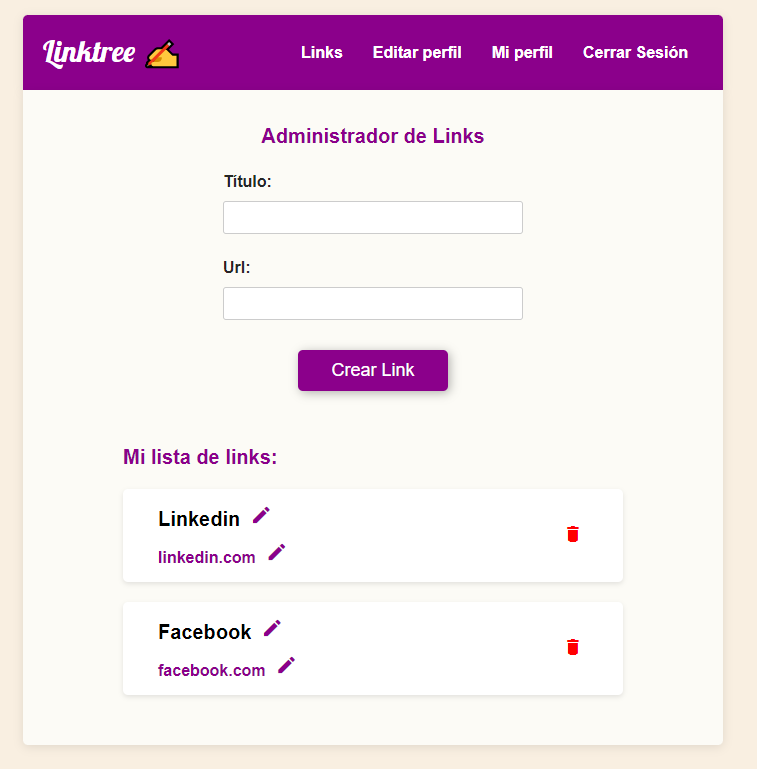 Linktree
Links Editar perfil Mi perfil Cerrar Sesión
Administrador de Links
Título:
Url:
Crear Link
Mi lista de links:
Linkedin
linkedin.com
Facebook
facebook.com